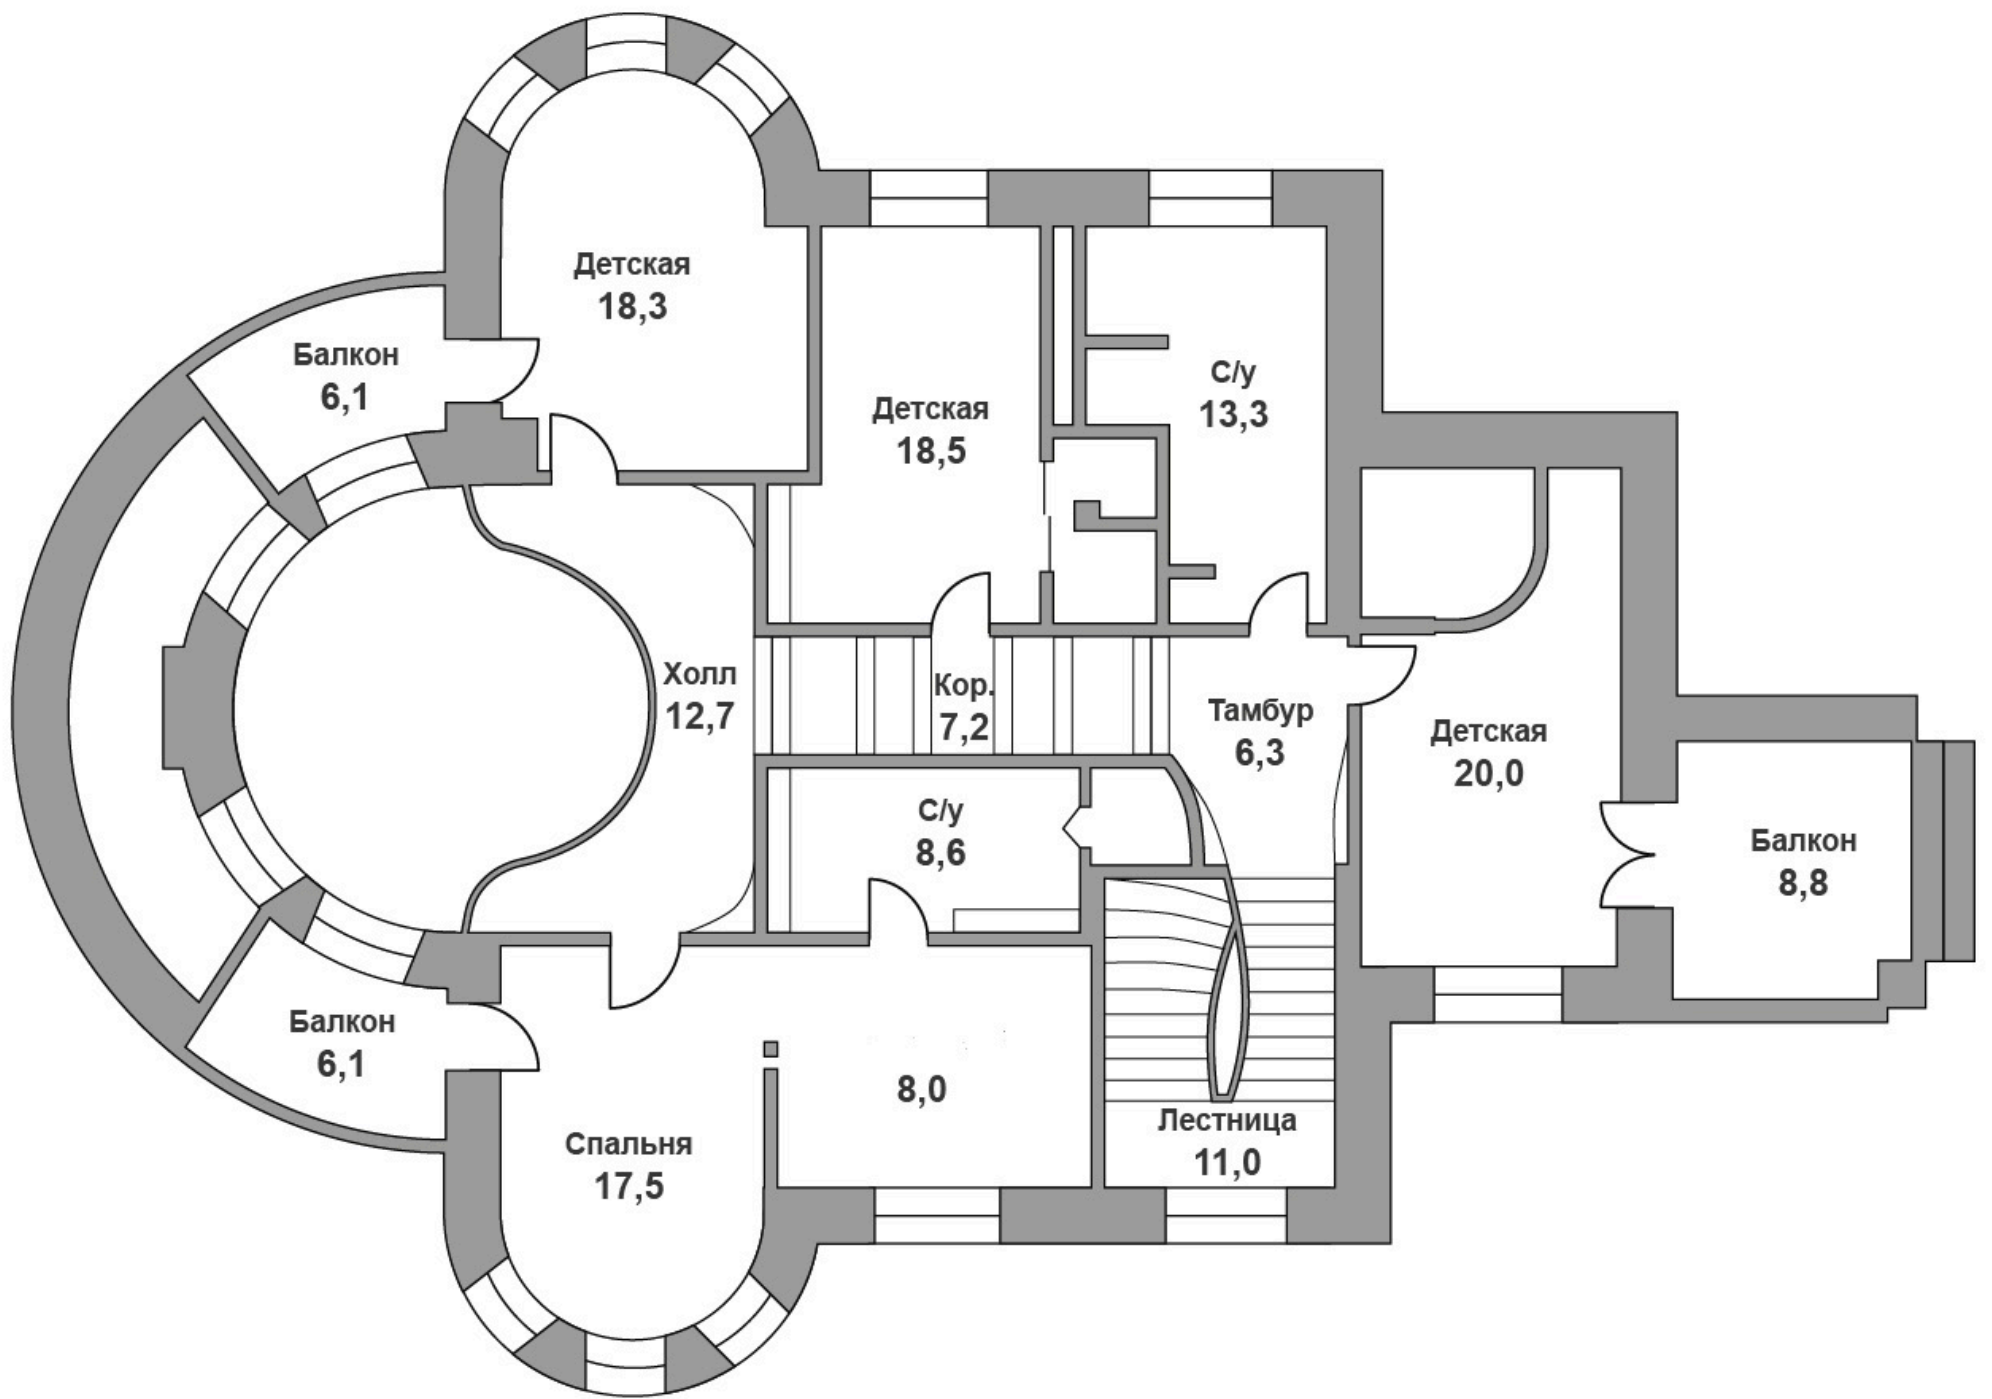 Детская
18,3
Балкон
6,1
Детская
18,5
С/у
13,3
Холл
12,7
Кор.
7,2
Тамбур
6,3
Детская
20,0
С/у
8,6
Балкон
8,8
Балкон
6,1
8,0
Спальня
17,5
Лестница
11,0